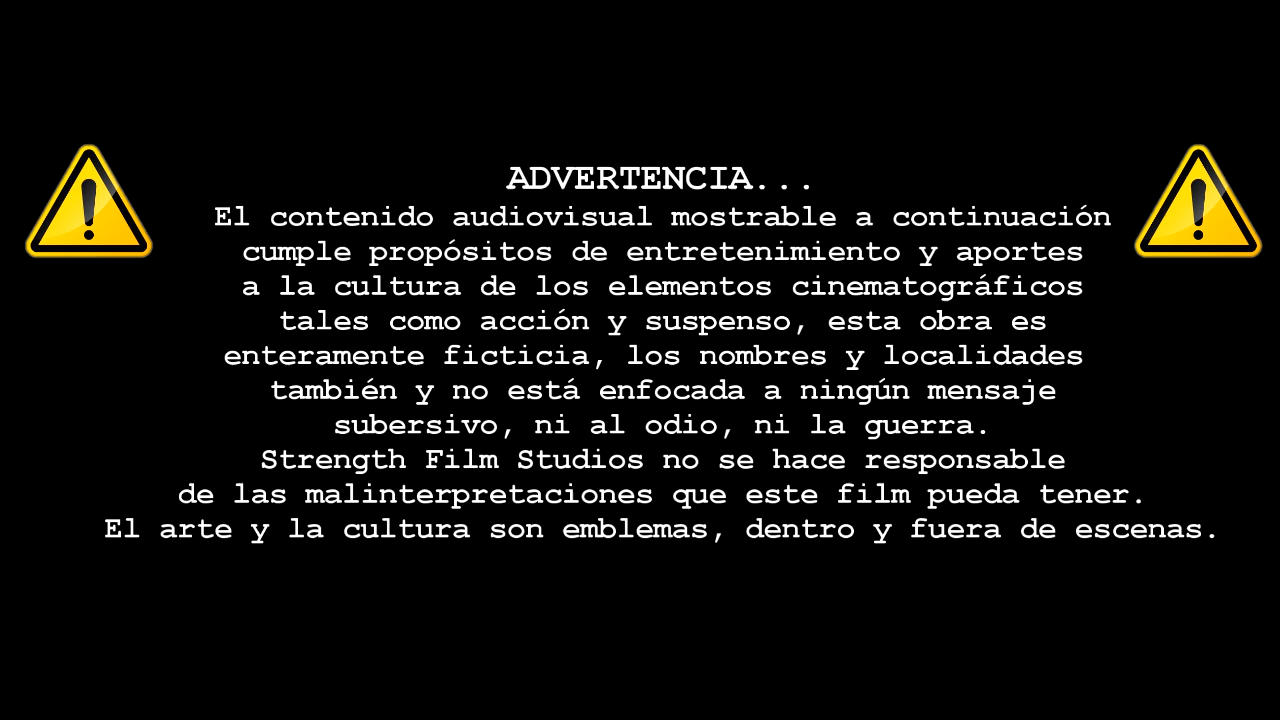 ADVERTENCIA...
El contenido audiovisual mostrable a continuación
cumple propósitos de entretenimiento y aportes
a la cultura de los elementos cinematográficos
tales como acción y suspenso, esta obra es
enteramente ficticia, los nombres y localidades
también y no está enfocada a ningún mensaje
subersivo, ni al odio, ni la guerra.
Strength Film Studios no se hace responsable
de las malinterpretaciones que este film pueda tener.
El arte y la cultura son emblemas, dentro y fuera de escenas.